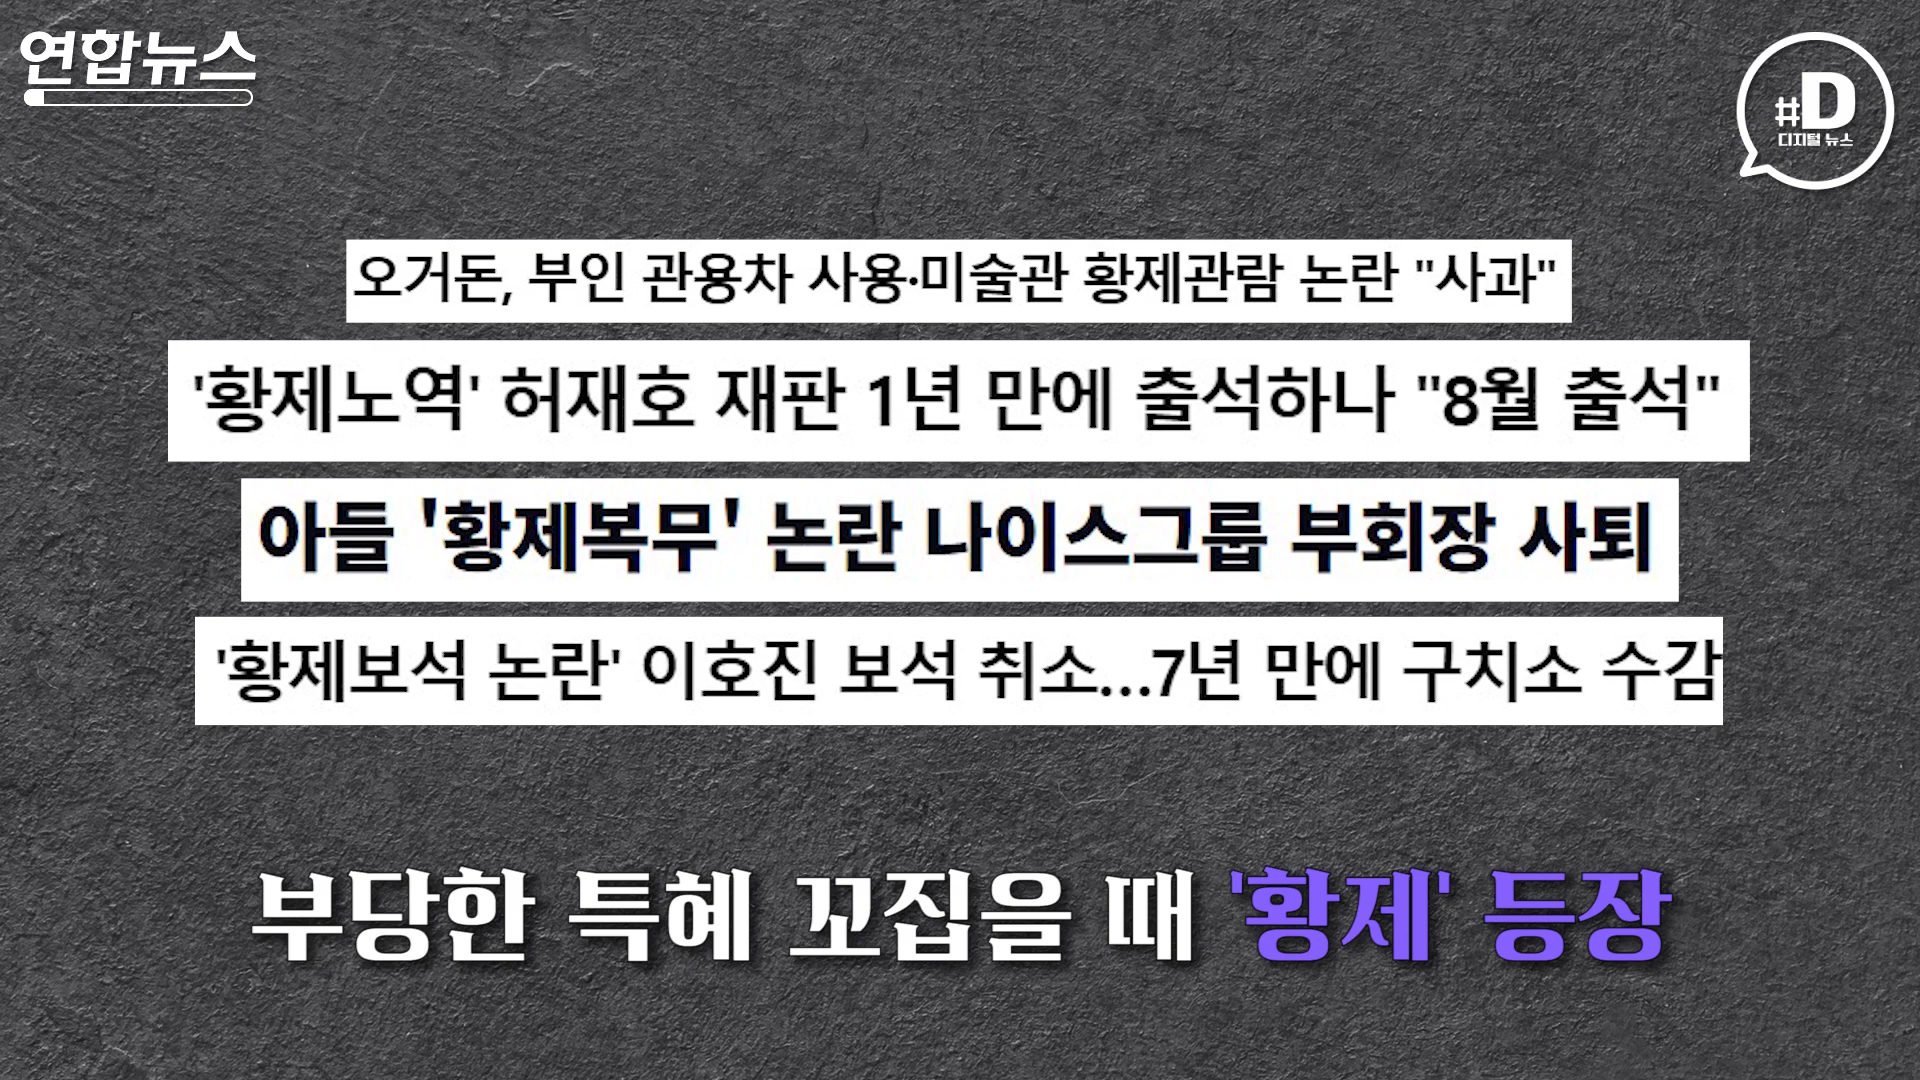 연합뉴스
#D
디지털 뉴스
오거돈, 부인 관용차 사용·미술관 황제관람 논란 "사과"
'황제노역' 허재호 재판 1년 만에 출석하나 "8월 출석"
아들 '황제복무' 논란 나이스그룹 부회장 사퇴
'황제보석 논란' 이호진 보석 취소...7년 만에 구치소 수감
부당한 특혜 꼬집을 때 '황제' 등장